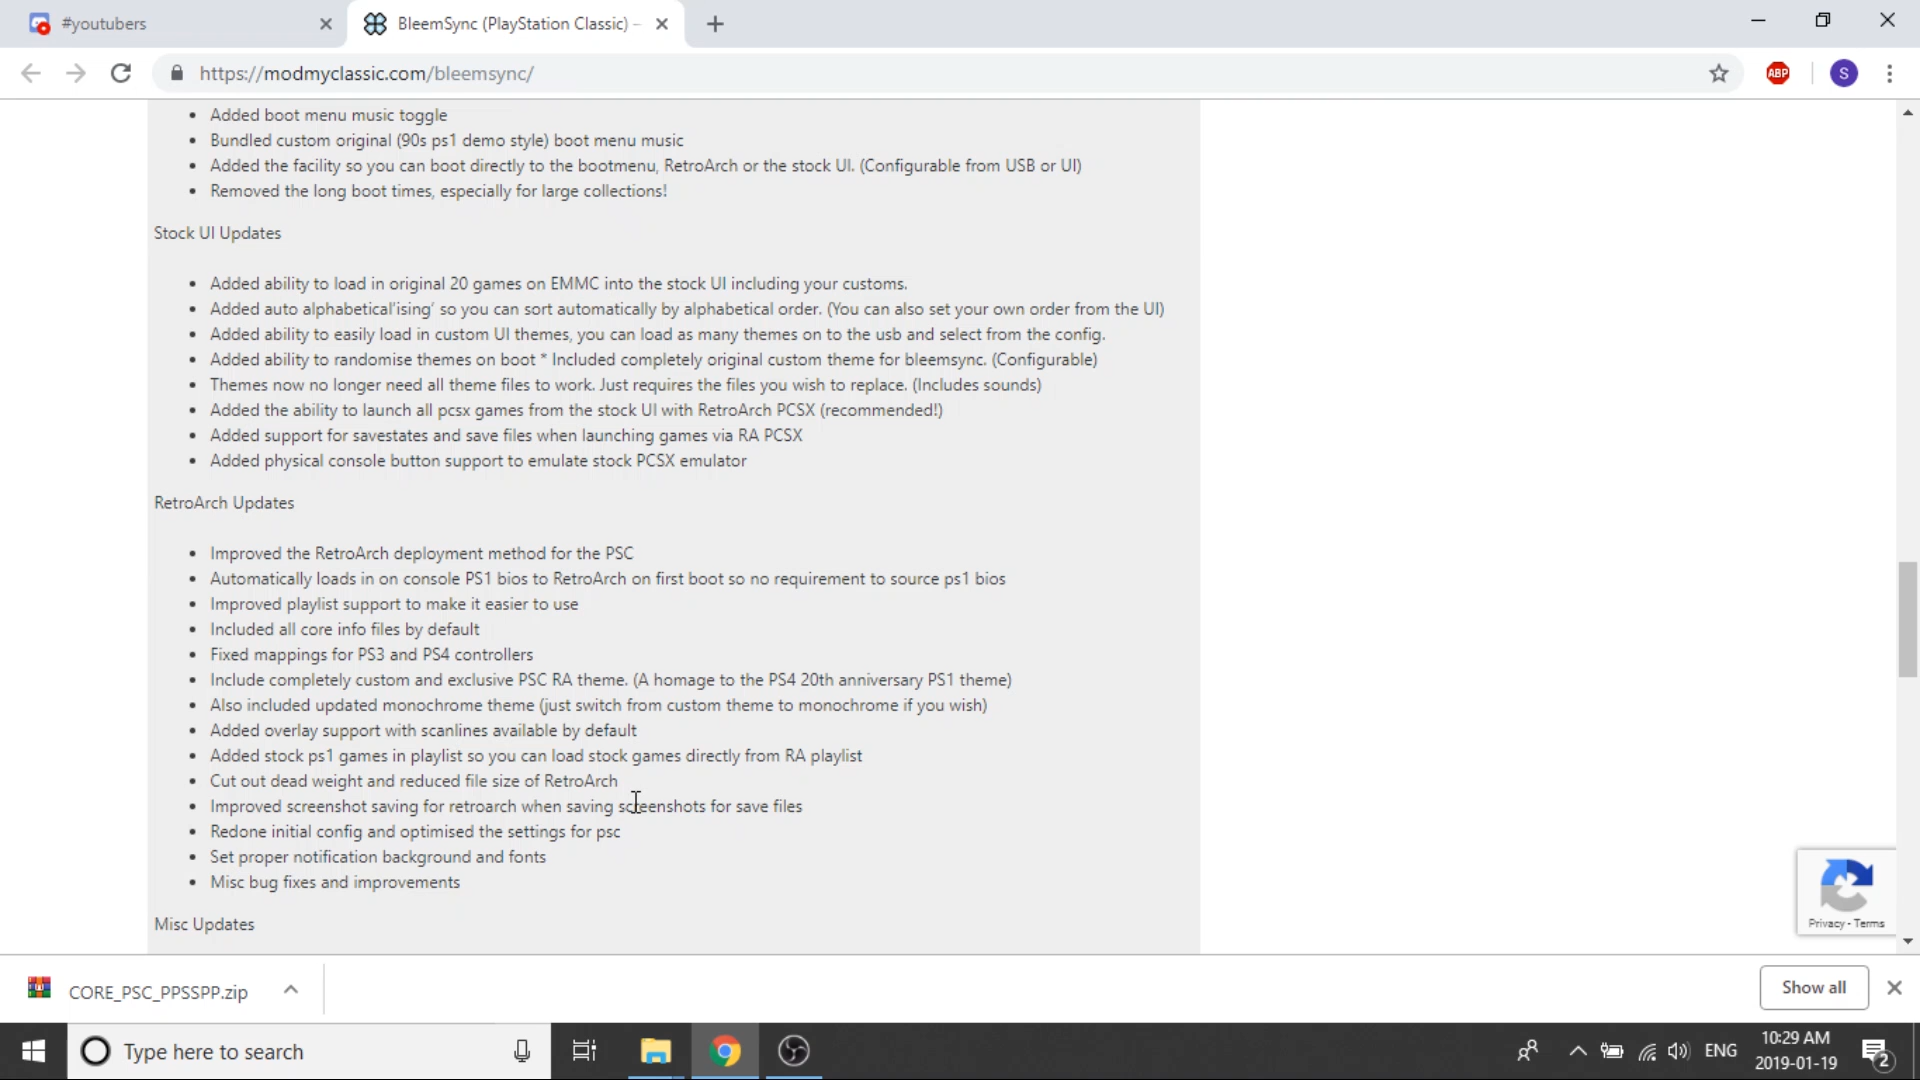 #youtubers
BleemSync (PlayStation Classic) –
https://modmyclassic.com/bleemsync/
ABP
S
• Added boot menu music toggle
• Bundled custom original (90s ps1 demo style) boot menu music
• Added the facility so you can boot directly to the bootmenu, RetroArch or the stock UI. (Configurable from USB or UI)
• Removed the long boot times, especially for large collections!
Stock UI Updates
• Added ability to load in original 20 games on EMMC into the stock UI including your customs.
• Added auto alphabetical'ising' so you can sort automatically by alphabetical order. (You can also set your own order from the UI)
• Added ability to easily load in custom UI themes, you can load as many themes on to the usb and select from the config.
• Added ability to randomise themes on boot * Included completely original custom theme for bleemsync. (Configurable)
• Themes now no longer need all theme files to work. Just requires the files you wish to replace. (Includes sounds)
• Added the ability to launch all pcsx games from the stock UI with RetroArch PCSX (recommended!)
• Added support for savestates and save files when launching games via RA PCSX
• Added physical console button support to emulate stock PCSX emulator
RetroArch Updates
• Improved the RetroArch deployment method for the PSC
• Automatically loads in on console PS1 bios to RetroArch on first boot so no requirement to source ps1 bios
• Improved playlist support to make it easier to use
• Included all core info files by default
• Fixed mappings for PS3 and PS4 controllers
• Include completely custom and exclusive PSC RA theme. (A homage to the PS4 20th anniversary PS1 theme)
• Also included updated monochrome theme (just switch from custom theme to monochrome if you wish)
• Added overlay support with scanlines available by default
• Added stock ps1 games in playlist so you can load stock games directly from RA playlist
• Cut out dead weight and reduced file size of RetroArch
• Improved screenshot saving for retroarch when saving screenshots for save files
• Redone initial config and optimised the settings for psc
• Set proper notification background and fonts
• Misc bug fixes and improvements
Misc Updates
Privacy - Terms
CORE_PSC_PPSSPP.zip
Show all
Type here to search
ENG
10:29 AM
2019-01-19
2